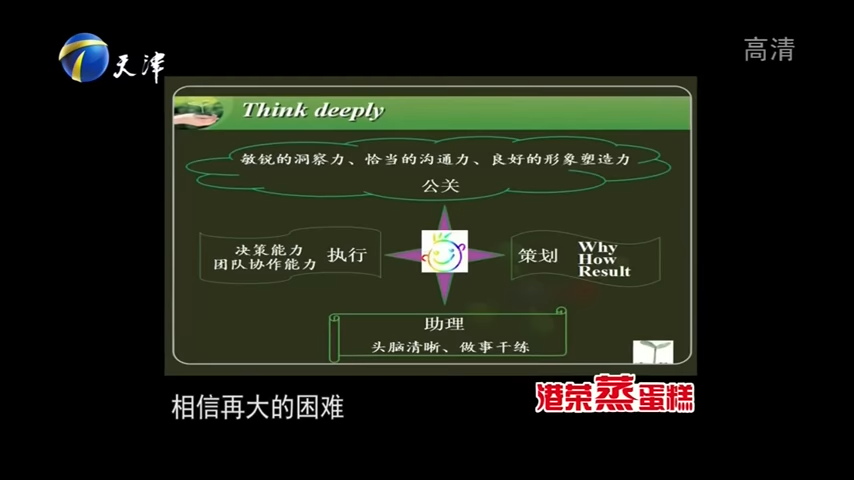 天津
高清
Think deeply
敏锐的洞察力、恰当的沟通力、良好的形象塑造力
公关
决策能力
团队协作能力
执行
策划
Why
How
Result
助理
头脑清晰、做事干练
相信再大的困难
港荣蒸蛋糕